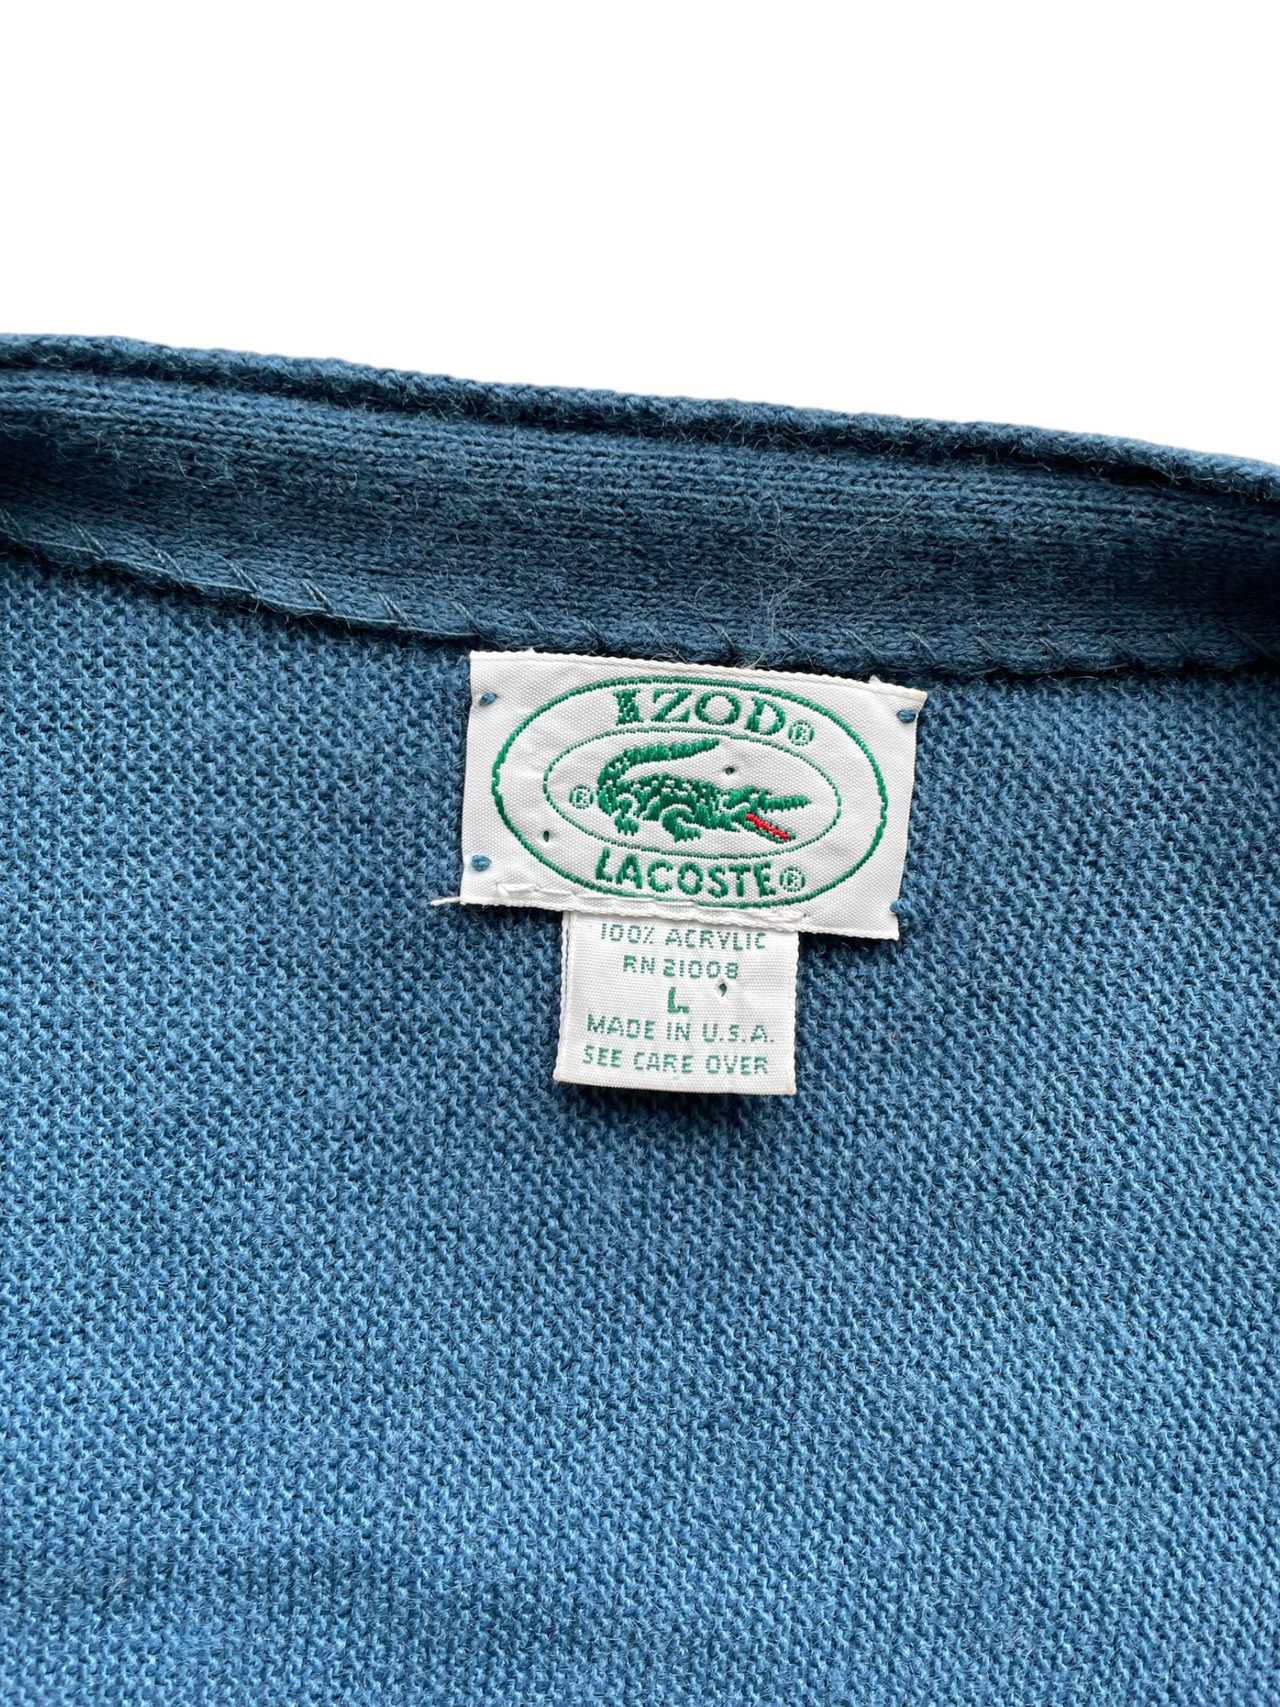 IZOD®
®
LACOSTE®
100% ACRYLIC
RN 21008
L
MADE IN U.S.A.
SEE CARE OVER